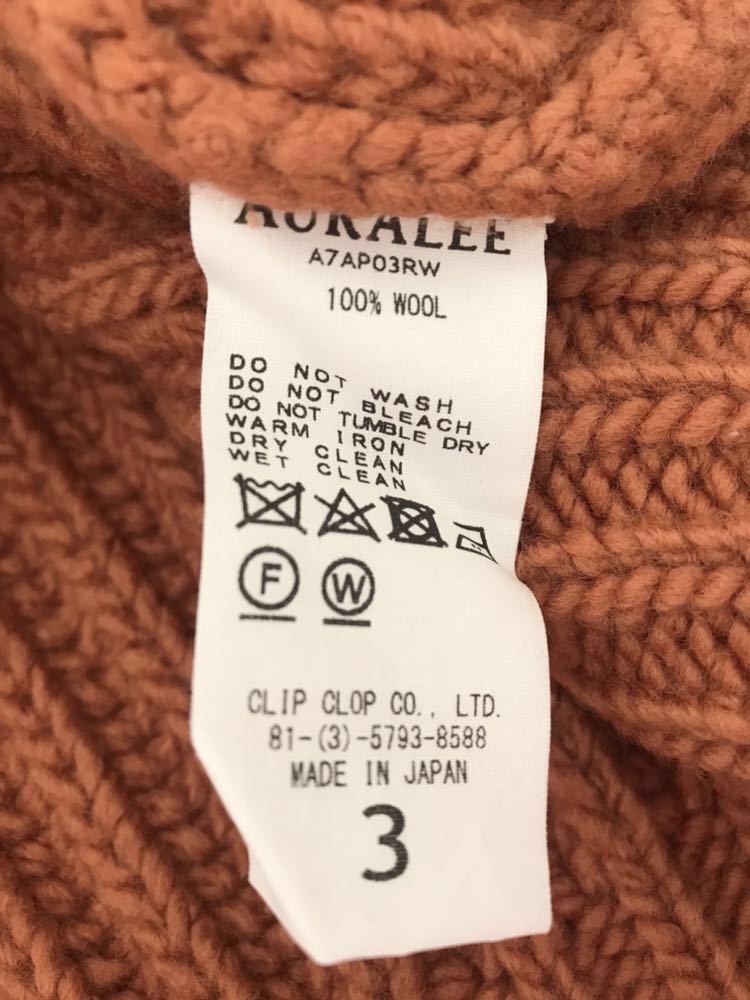 AURALEE
A7AP03RW
100% WOOL
DO NOT WASH
DO NOT BLEACH
DO NOT TUMBLE DRY
WARM IRON
DRY CLEAN
WET CLEAN
F W
CLIP CLOP CO., LTD.
81-(3)-5793-8588
MADE IN JAPAN
3